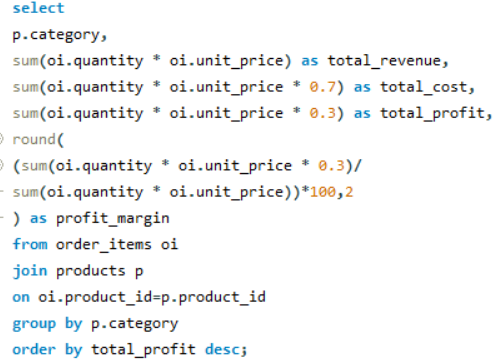 select
p.category,
sum(oi.quantity * oi.unit_price) as total_revenue,
sum(oi.quantity * oi.unit_price * 0.7) as total_cost,
sum(oi.quantity * oi.unit_price * 0.3) as total_profit,
round(
(sum(oi.quantity * oi.unit_price * 0.3)/
sum(oi.quantity * oi.unit_price))*100,2
) as profit_margin
from order_items oi
join products p
on oi.product_id=p.product_id
group by p.category
order by total_profit desc;